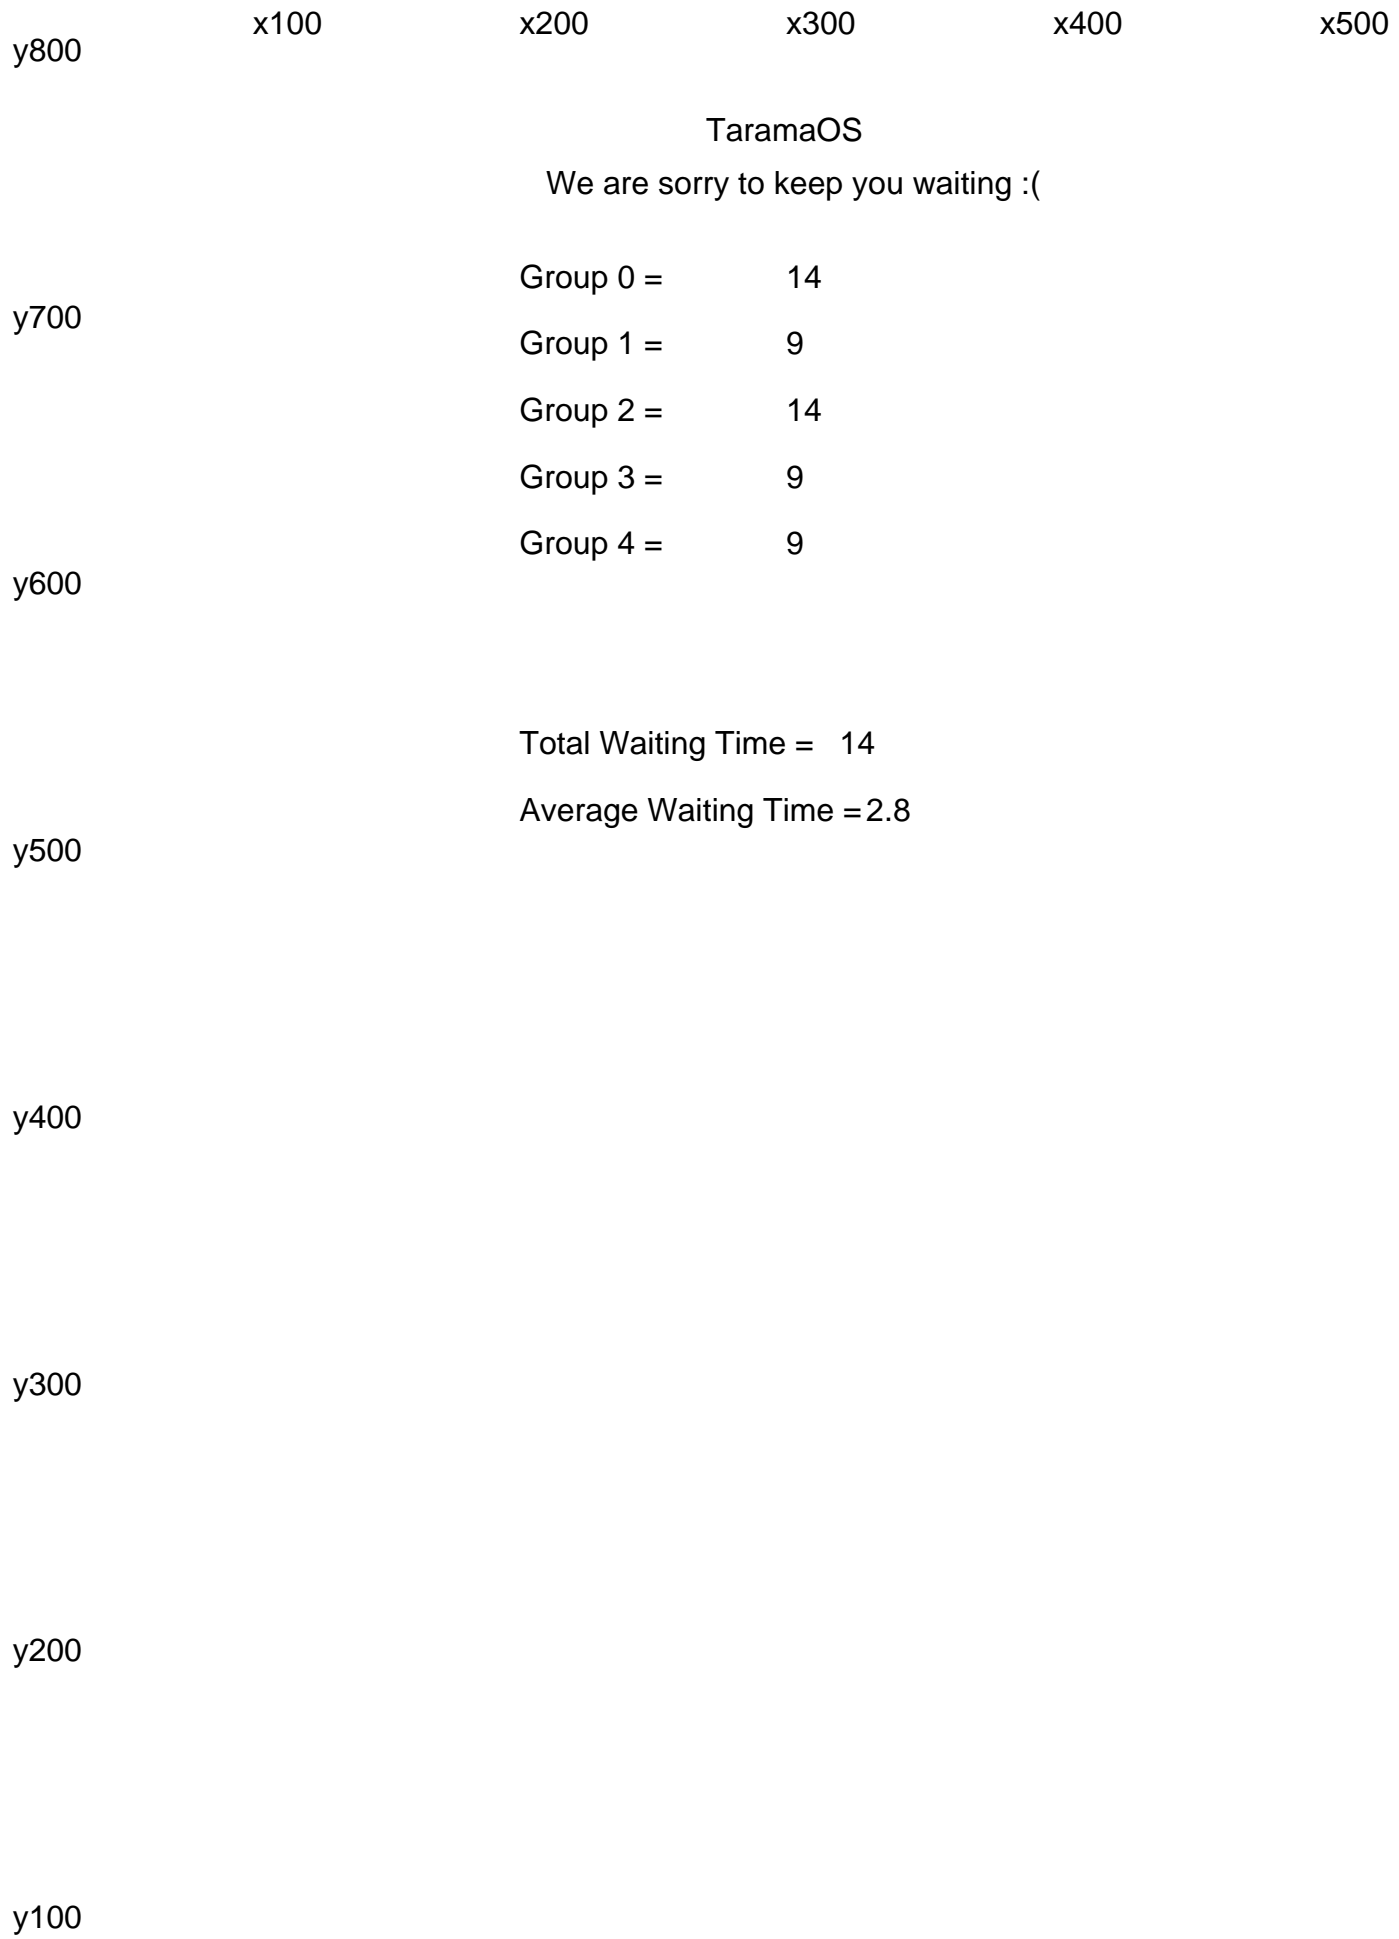 x100 x200 x300 x400 x500
y800
TaramaOS
We are sorry to keep you waiting :(
Group 0 = 14
y700
Group 1 = 9
Group 2 = 14
Group 3 = 9
Group 4 = 9
y600
Total Waiting Time = 14
Average Waiting Time = 2.8
y500
y400
y300
y200
y100